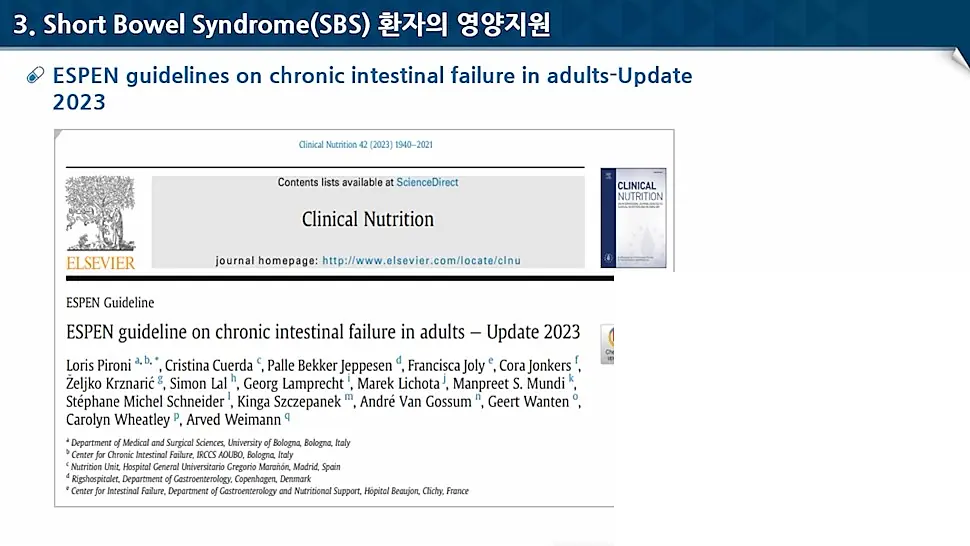 3. Short Bowel Syndrome(SBS) 환자의 영양지원
ESPEN guidelines on chronic intestinal failure in adults-Update
2023
Clinical Nutrition 42 (2023) 1940–2021
Contents lists available at ScienceDirect
Clinical Nutrition
journal homepage: http://www.elsevier.com/locate/clnu
ELSEVIER
CLINICAL
NUTRITION
ESPEN Guideline
ESPEN guideline on chronic intestinal failure in adults – Update 2023
Loris Pironi a, b, *, Cristina Cuerda c, Palle Bekker Jeppesen d, Francisca Joly e, Cora Jonkers f,
Željko Krznarić g, Simon Lal h, Georg Lamprecht i, Marek Lichota j, Manpreet S. Mundi k,
Stéphane Michel Schneider l, Kinga Szczepanek m, André Van Gossum n, Geert Wanten o,
Carolyn Wheatley p, Arved Weimann q
a Department of Medical and Surgical Sciences, University of Bologna, Bologna, Italy
b Center for Chronic Intestinal Failure, IRCCS AOUBO, Bologna, Italy
c Nutrition Unit, Hospital General Universitario Gregorio Marañón, Madrid, Spain
d Rigshospitalet, Department of Gastroenterology, Copenhagen, Denmark
e Center for Intestinal Failure, Department of Gastroenterology and Nutritional Support, Hôpital Beaujon, Clichy, France